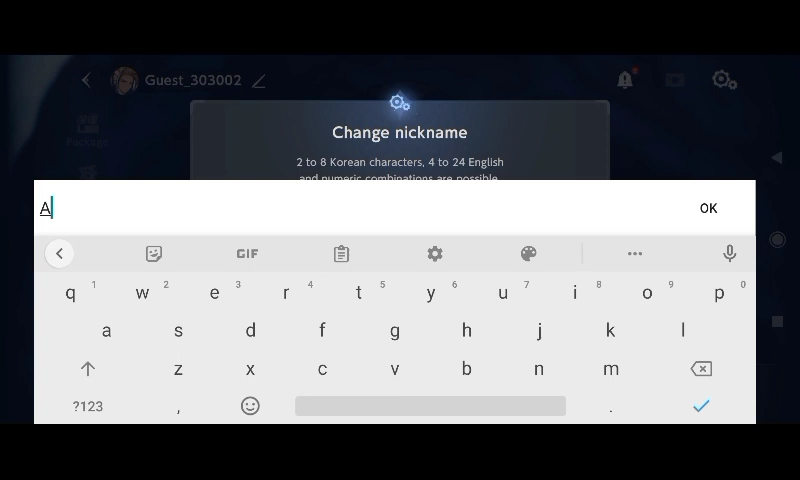 Guest_303002
Package
Change nickname
2 to 8 Korean characters, 4 to 24 English
and numeric combinations are possible
A
OK
GIF
q 1 w 2 e 3 r 4 t 5 y 6 u 7 i 8 o 9 p 0
a s d f g h j k l
z x c v b n m
?123 , .